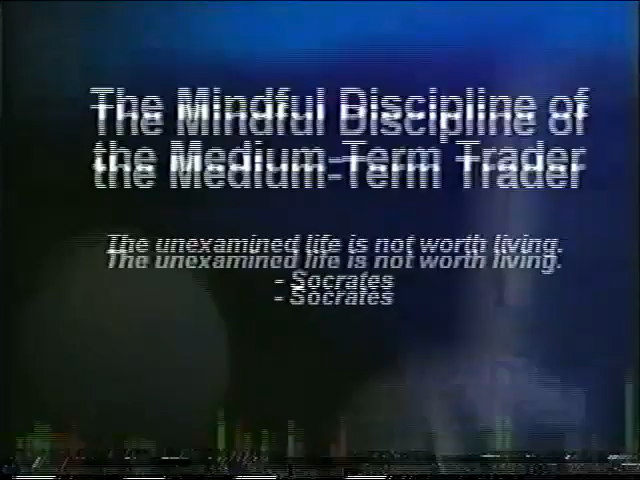 The Mindful Discipline of
the Medium-Term Trader
The unexamined life is not worth living.
- Socrates